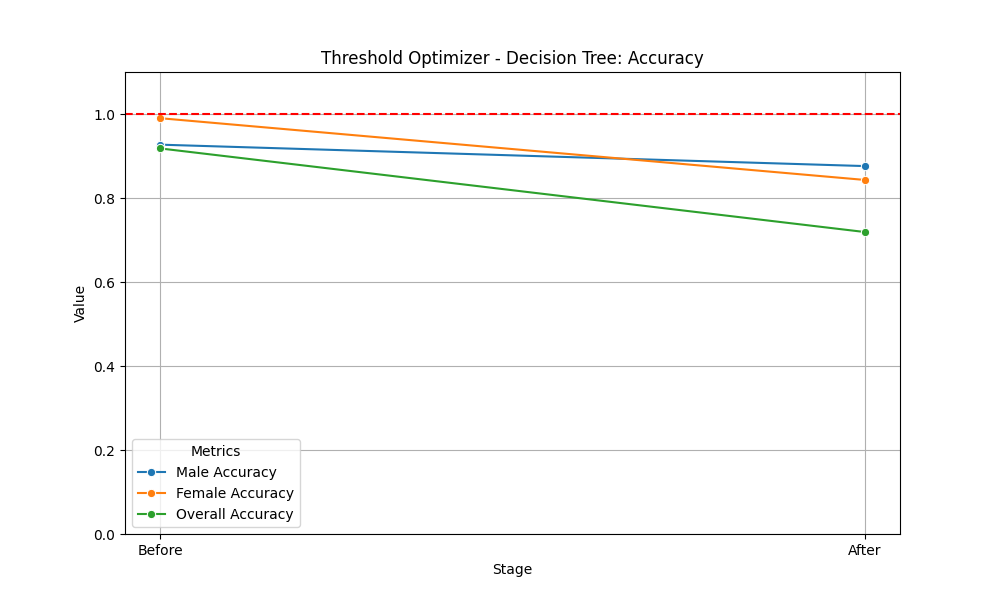 Threshold Optimizer - Decision Tree: Accuracy
1.0
0.8
0.6
0.4
0.2
0.0
Value
Metrics
Male Accuracy
Female Accuracy
Overall Accuracy
Before
After
Stage